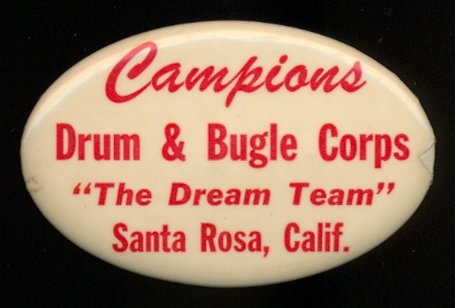 Campions
Drum & Bugle Corps
"The Dream Team"
Santa Rosa, Calif.